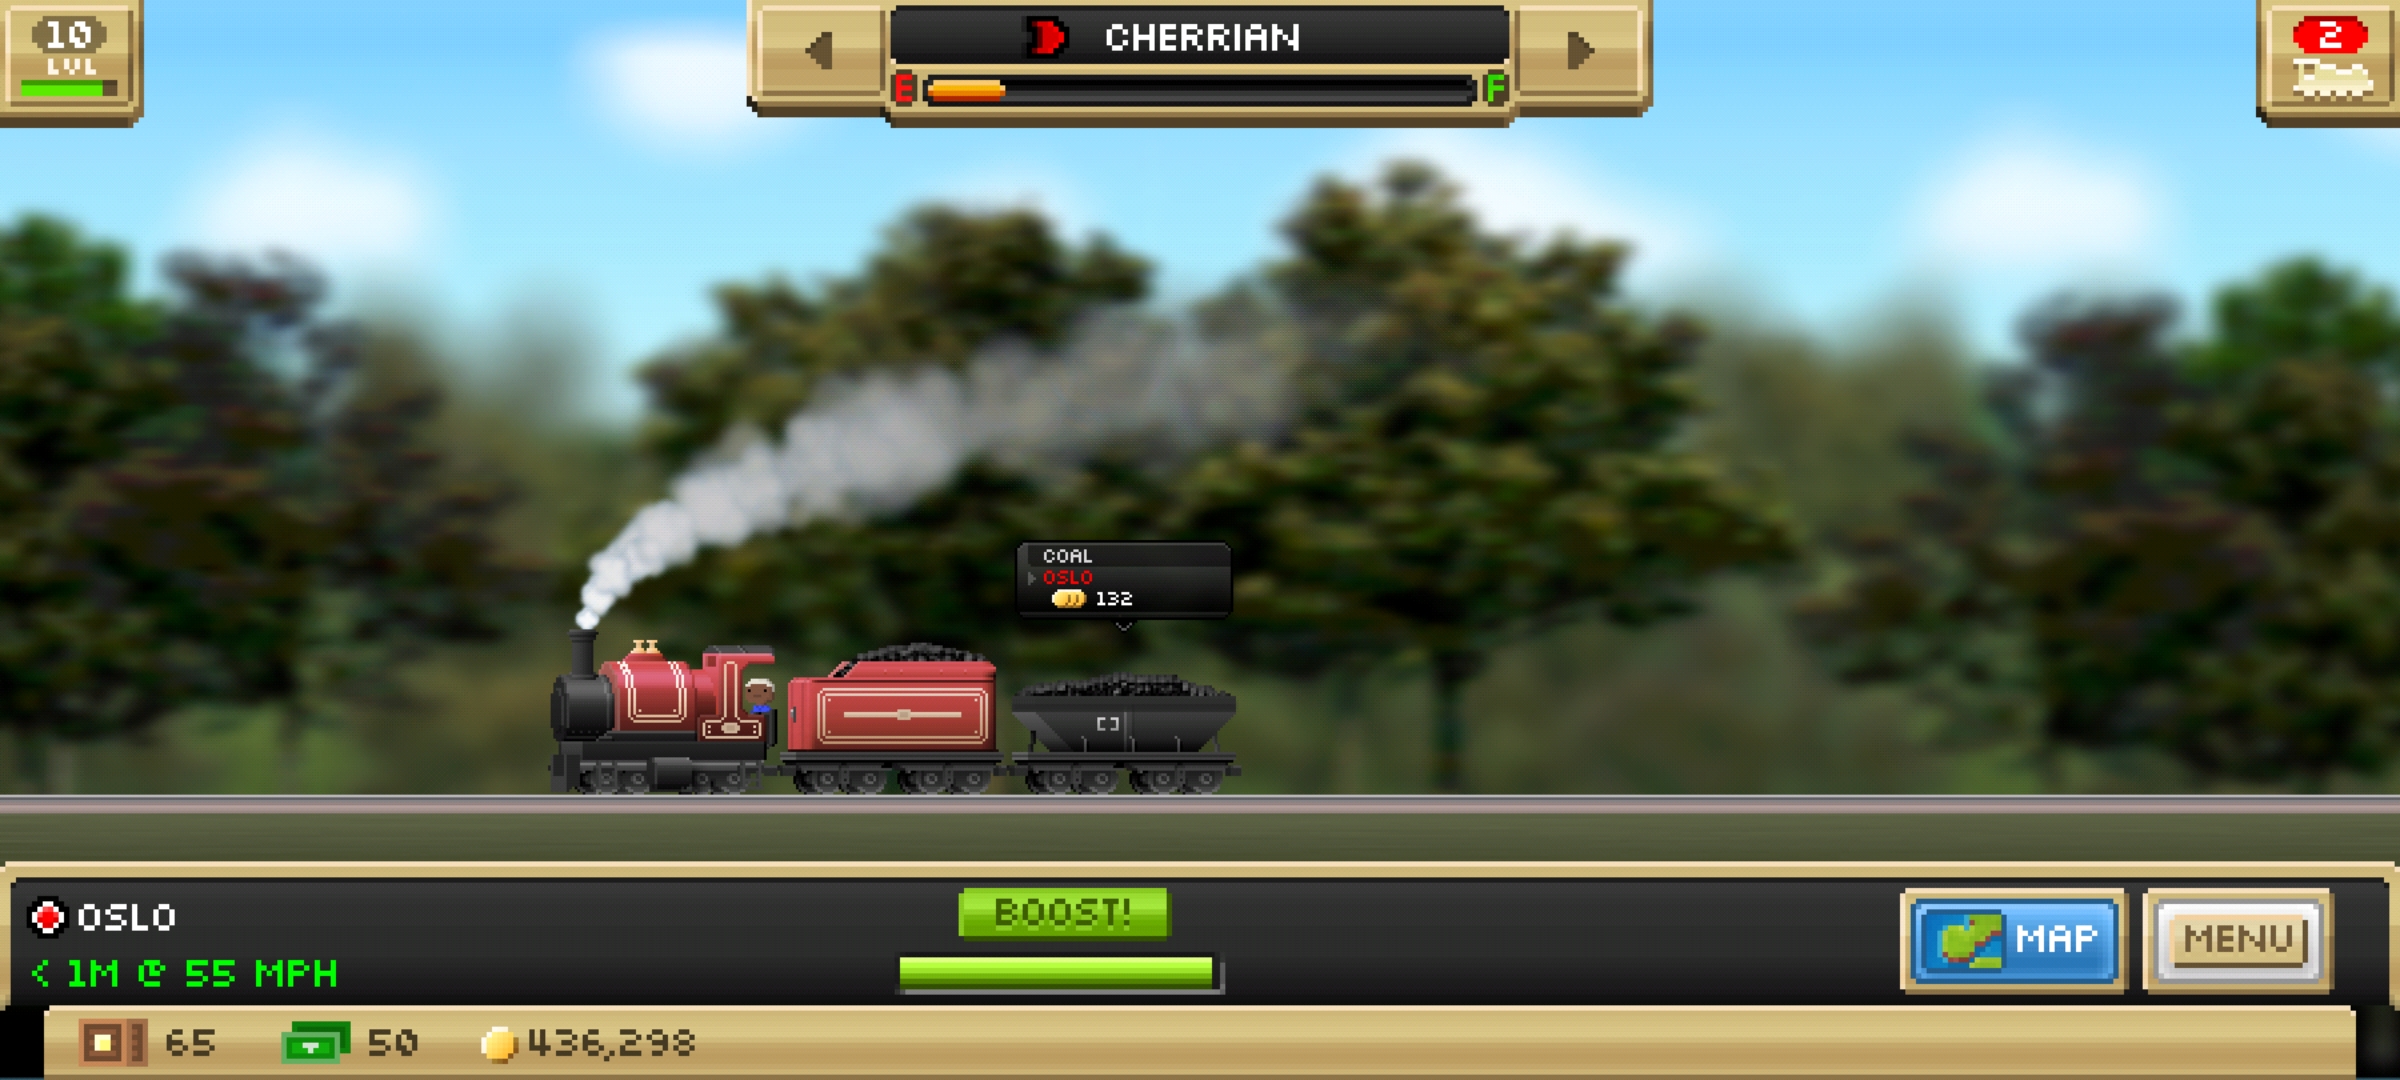 10
LVL
CHERRIAN
E F
2
COAL
OSLO
132
OSLO
BOOST!
< 1M @ 55 MPH
MAP
MENU
65
50
436,298